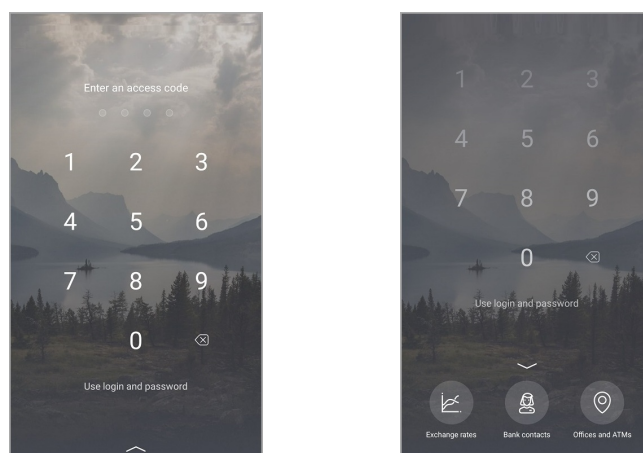 Enter an access code
1 2 3
4 5 6
7 8 9
0
Use login and password
1 2 3
4 5 6
7 8 9
0
Use login and password
Exchange rates Bank contacts Offices and ATMs